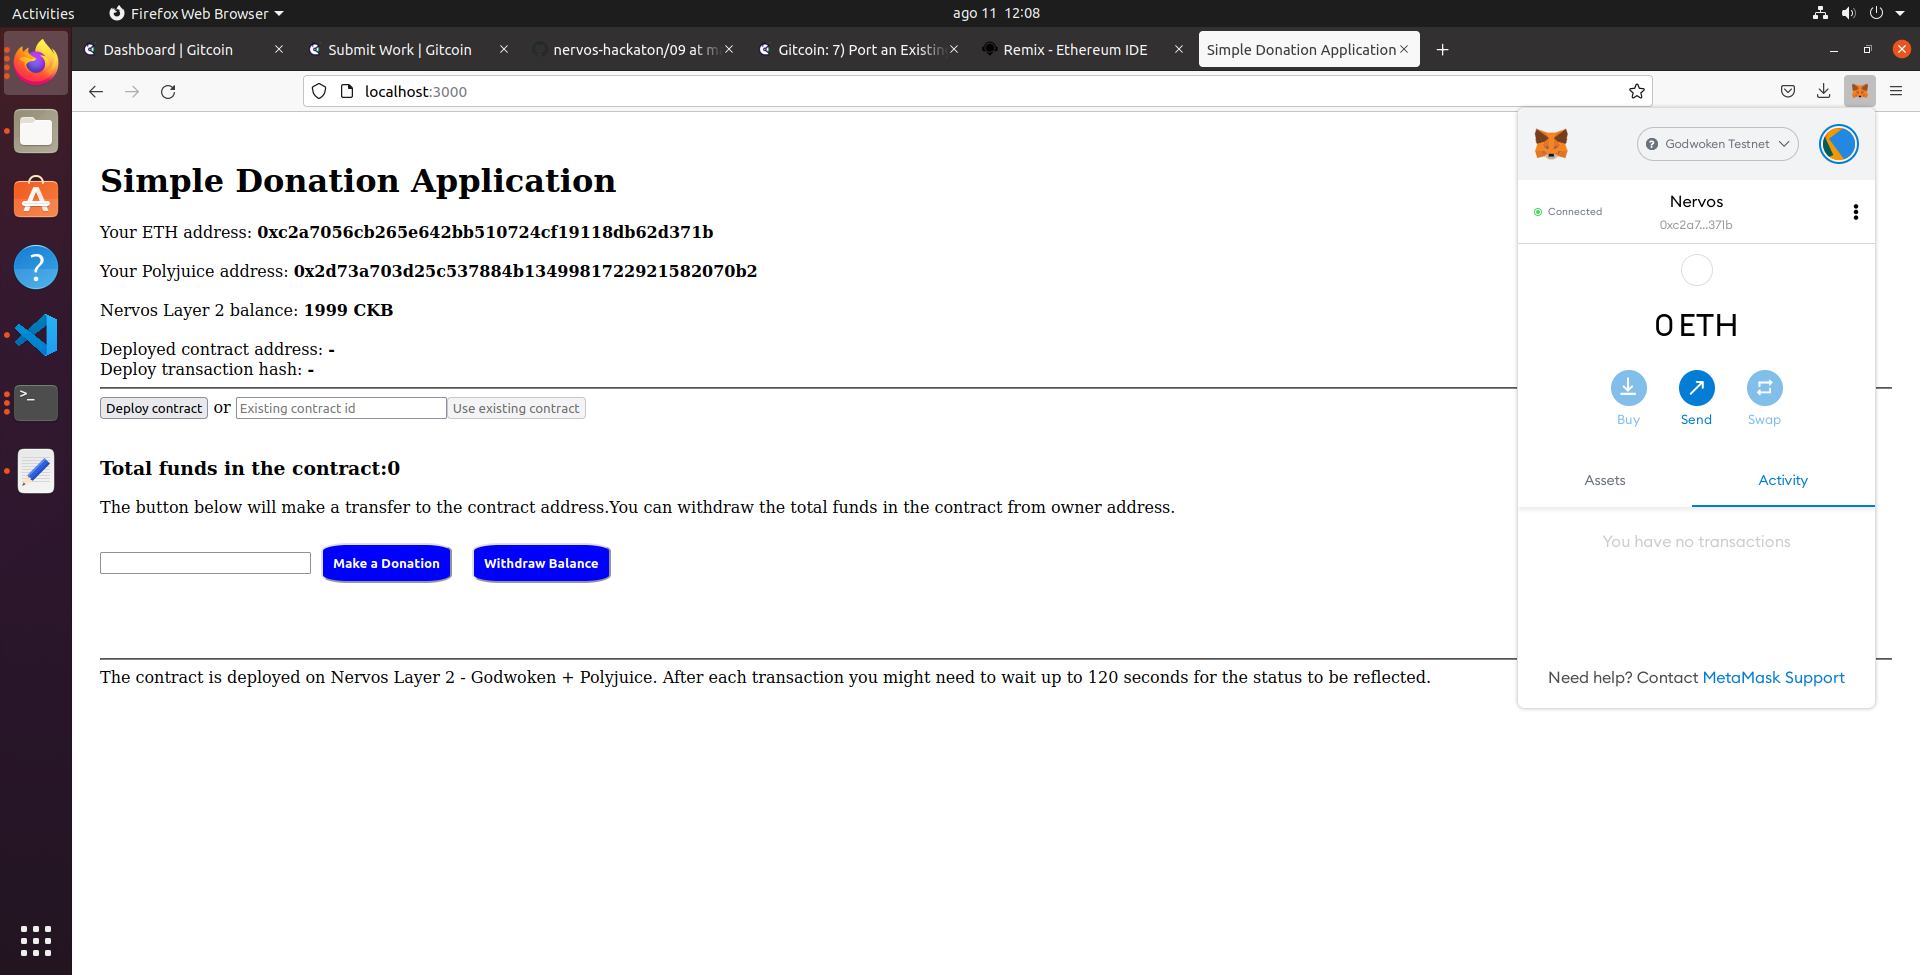 Activities
Firefox Web Browser
ago 11 12:08
Dashboard | Gitcoin
Submit Work | Gitcoin
nervos-hackaton/09 at m
Gitcoin: 7) Port an Existin
Remix - Ethereum IDE
Simple Donation Application
localhost:3000
Simple Donation Application
Your ETH address: 0xc2a7056cb265e642bb510724cf19118db62d371b
Your Polyjuice address: 0x2d73a703d25c537884b1349981722921582070b2
Nervos Layer 2 balance: 1999 CKB
Deployed contract address: -
Deploy transaction hash: -
Deploy contract or Existing contract id Use existing contract
Total funds in the contract:0
The button below will make a transfer to the contract address.You can withdraw the total funds in the contract from owner address.
Make a Donation Withdraw Balance
The contract is deployed on Nervos Layer 2 - Godwoken + Polyjuice. After each transaction you might need to wait up to 120 seconds for the status to be reflected.
Godwoken Testnet
Connected
Nervos
0xc2a7...371b
0 ETH
Buy Send Swap
Assets Activity
You have no transactions
Need help? Contact MetaMask Support